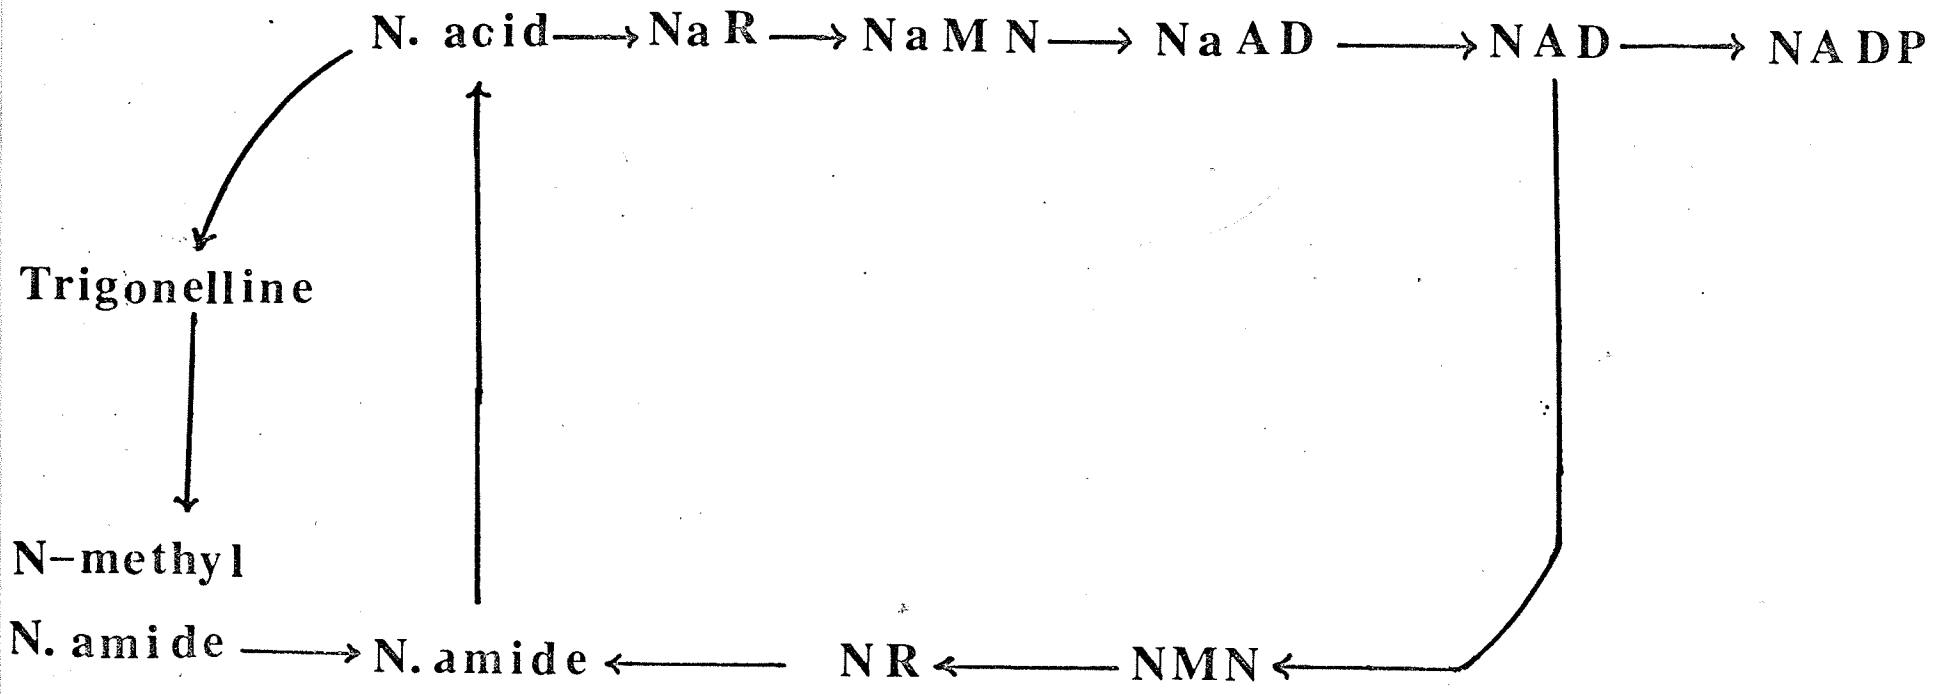 N. acid → NaR → NaMN → NaAD → NAD → NADP
Trigonelline
N-methyl
N. amide → N. amide ← NR ← NMN ←